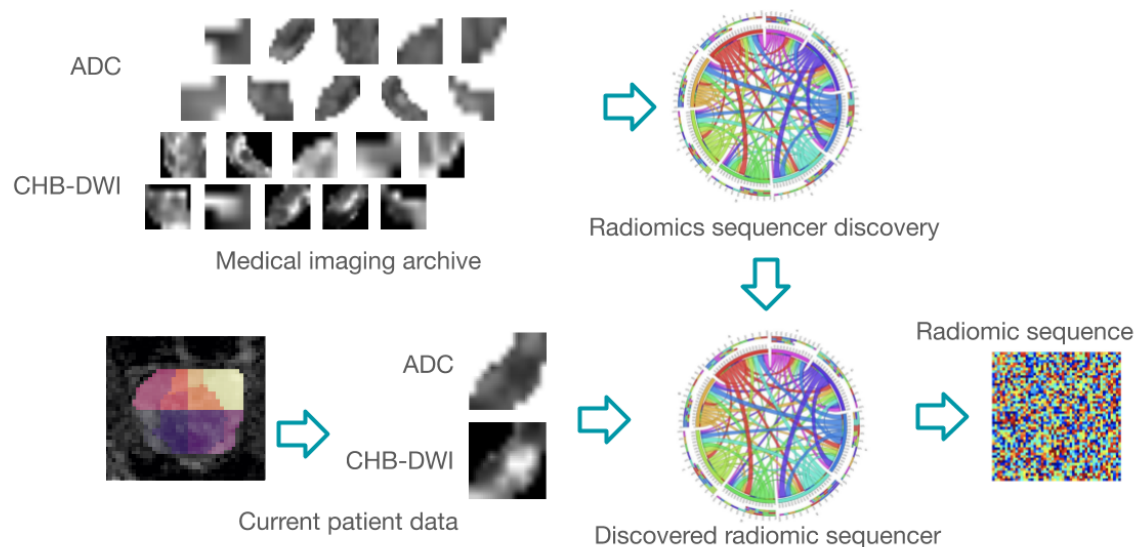 ADC
CHB-DWI
Medical imaging archive
Radiomics sequencer discovery
ADC
CHB-DWI
Current patient data
Discovered radiomic sequencer
Radiomic sequence